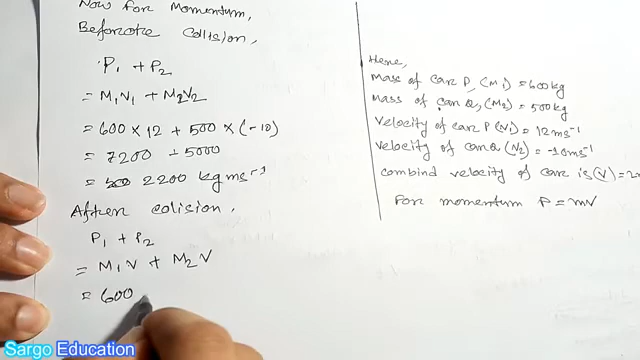 Now for Momentum,
Before Collision,
P₁ + P₂
= M₁V₁ + M₂V₂
= 600 × 12 + 500 × (-10)
= 7200 - 5000
= 2200 kg ms⁻¹
After colision,
P₁ + P₂
= M₁V + M₂V
= 600
Here,
Mass of car P, (M₁) = 600 kg
Mass of car Q, (M₂) = 500 kg
Velocity of car P (V₁) = 12 ms⁻¹
velocity of car Q (V₂) = -10 ms⁻¹
combind velocity of car is (V) = 2
For momentum P = mV
Sargo Education